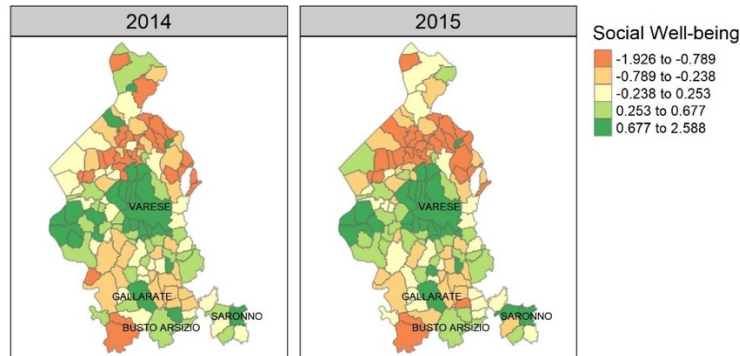 2014
2015
Social Well-being
-1.926 to -0.789
-0.789 to -0.238
-0.238 to 0.253
0.253 to 0.677
0.677 to 2.588
VARESE
GALLARATE
SARONNO
BUSTO ARSIZIO
VARESE
GALLARATE
SARONNO
BUSTO ARSIZIO